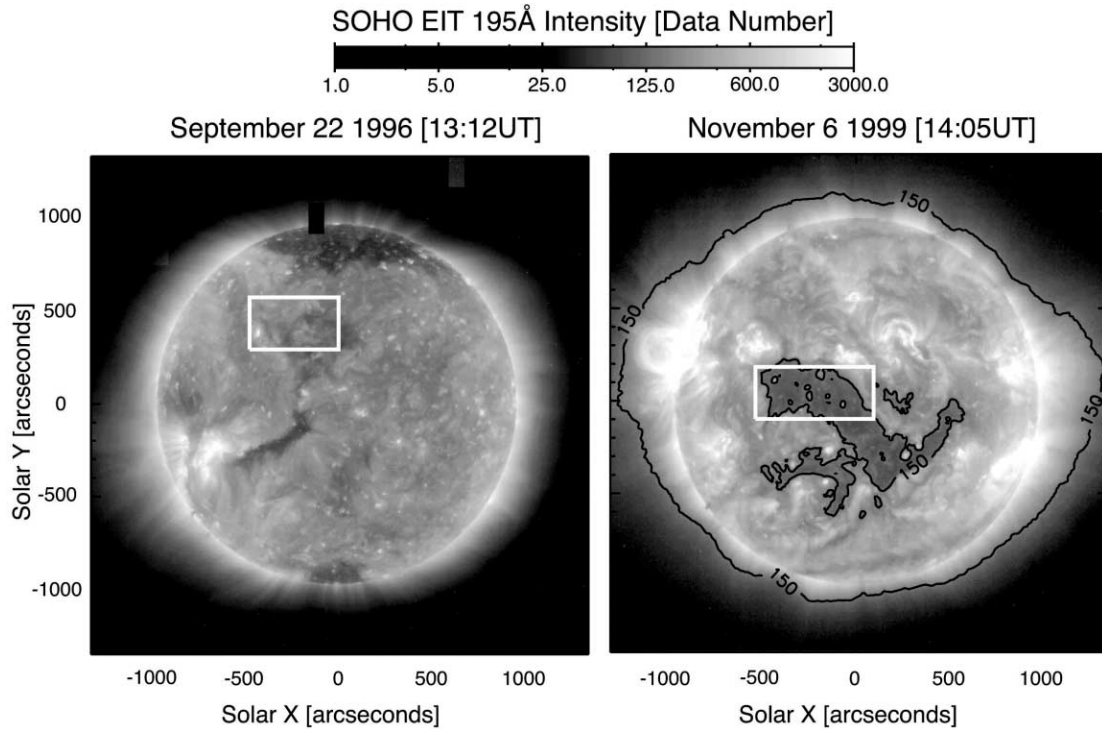 SOHO EIT 195Å Intensity [Data Number]
1.0 5.0 25.0 125.0 600.0 3000.0
September 22 1996 [13:12UT]
November 6 1999 [14:05UT]
1000
500
0
-500
-1000
Solar Y [arcseconds]
-1000 -500 0 500 1000
Solar X [arcseconds]
150
150
150
150
150
-1000 -500 0 500 1000
Solar X [arcseconds]